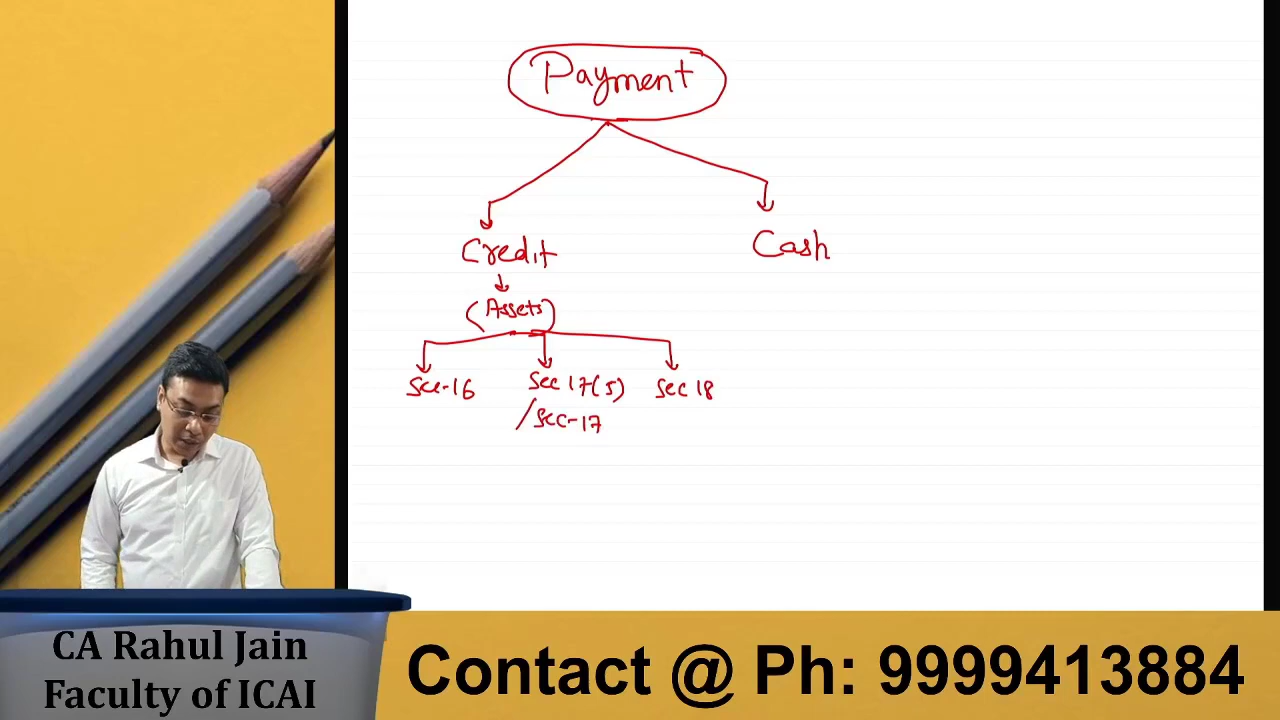 Payment
Credit
Cash
(Assets)
Sec-16
Sec 17(5)
Sec 18
/Sec-17
CA Rahul Jain
Faculty of ICAI
Contact @ Ph: 9999413884